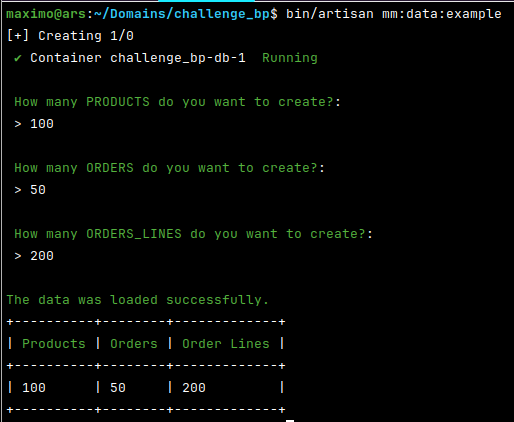 maximo@ars:~/Domains/challenge_bp$ bin/artisan mm:data:example
[+] Creating 1/0
✔ Container challenge_bp-db-1  Running
How many PRODUCTS do you want to create?:
> 100
How many ORDERS do you want to create?:
> 50
How many ORDERS_LINES do you want to create?:
> 200
The data was loaded successfully.
+----------+--------+-------------+
| Products | Orders | Order Lines |
+----------+--------+-------------+
| 100      | 50     | 200         |
+----------+--------+-------------+